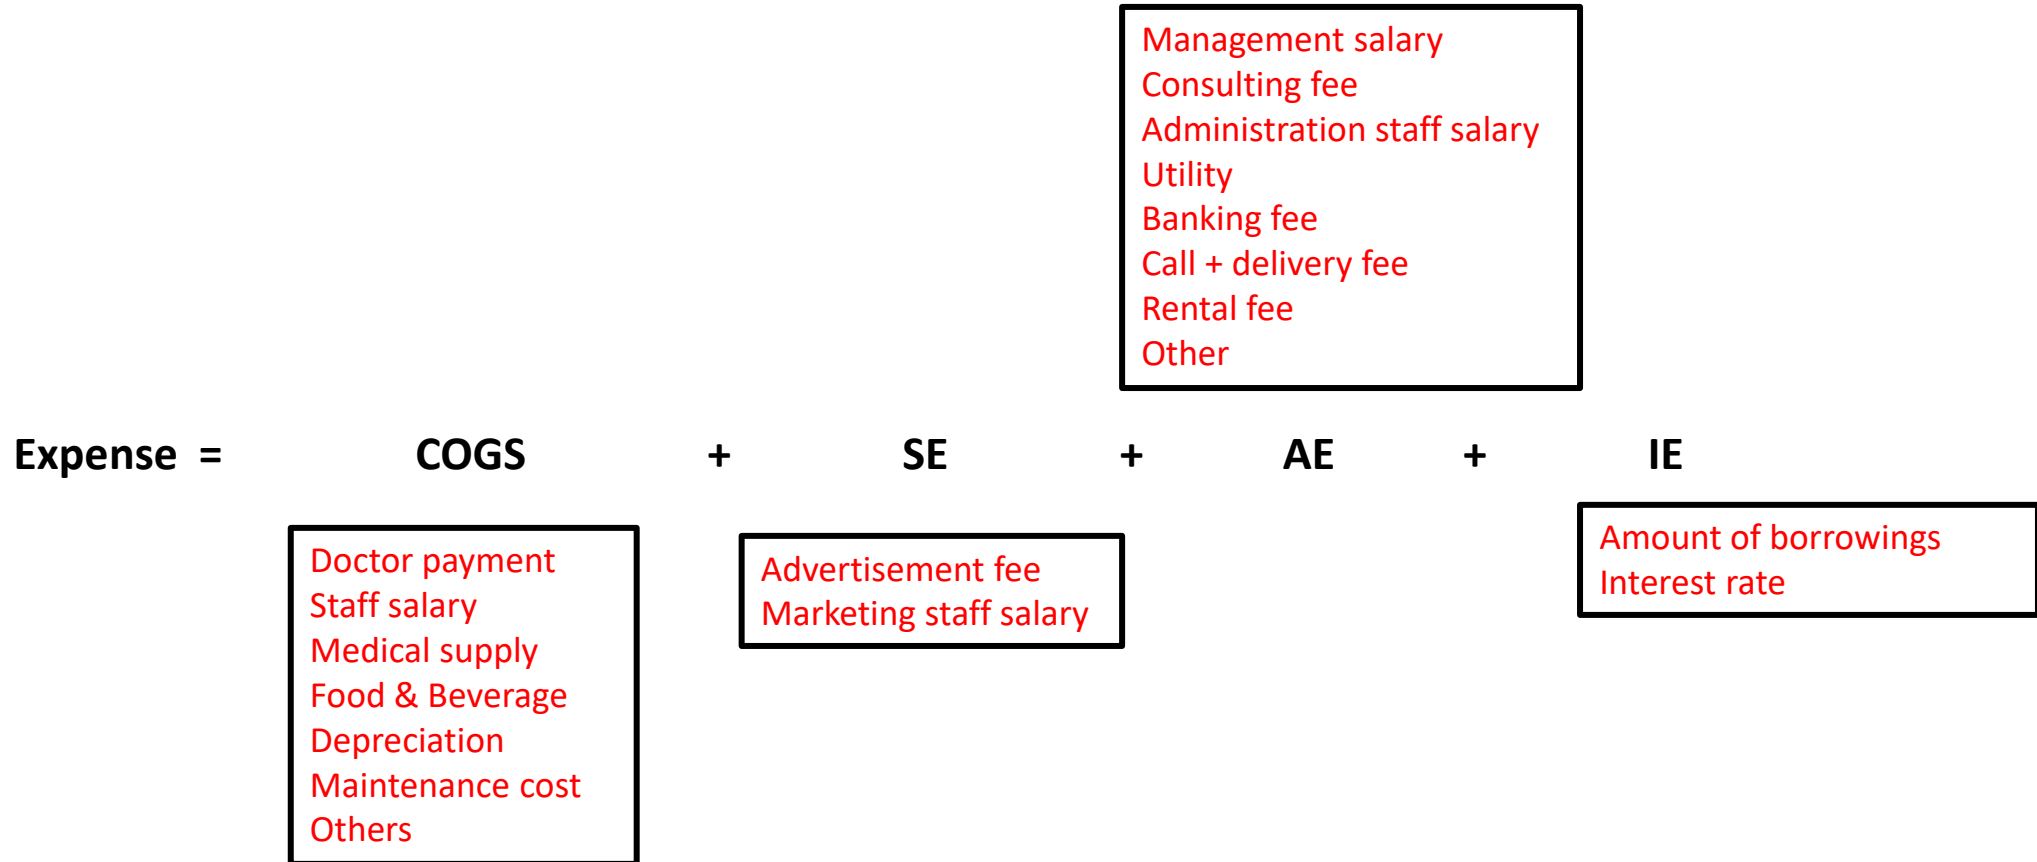 Management salary
Consulting fee
Administration staff salary
Utility
Banking fee
Call + delivery fee
Rental fee
Other
Expense = COGS + SE + AE + IE
Doctor payment
Staff salary
Medical supply
Food & Beverage
Depreciation
Maintenance cost
Others
Advertisement fee
Marketing staff salary
Amount of borrowings
Interest rate